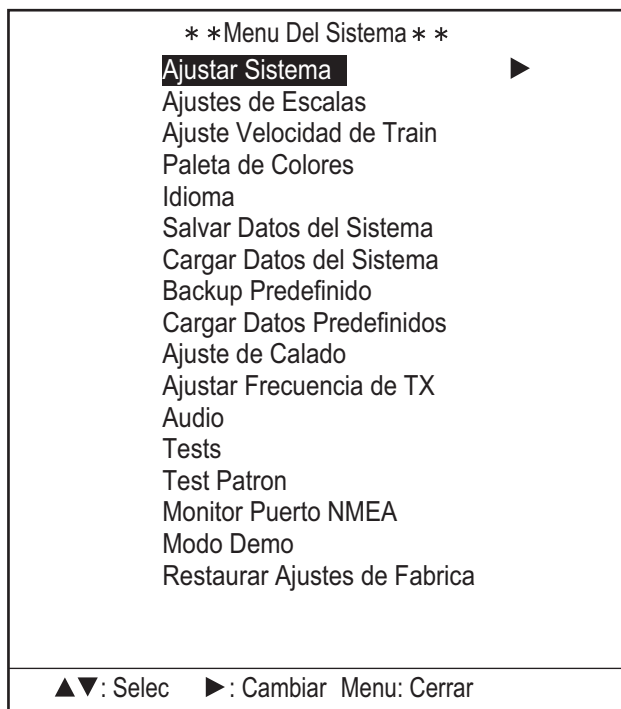 ＊＊Menu Del Sistema＊＊
Ajustar Sistema ▶
Ajustes de Escalas
Ajuste Velocidad de Train
Paleta de Colores
Idioma
Salvar Datos del Sistema
Cargar Datos del Sistema
Backup Predefinido
Cargar Datos Predefinidos
Ajuste de Calado
Ajustar Frecuencia de TX
Audio
Tests
Test Patron
Monitor Puerto NMEA
Modo Demo
Restaurar Ajustes de Fabrica
▲▼: Selec ▶: Cambiar Menu: Cerrar